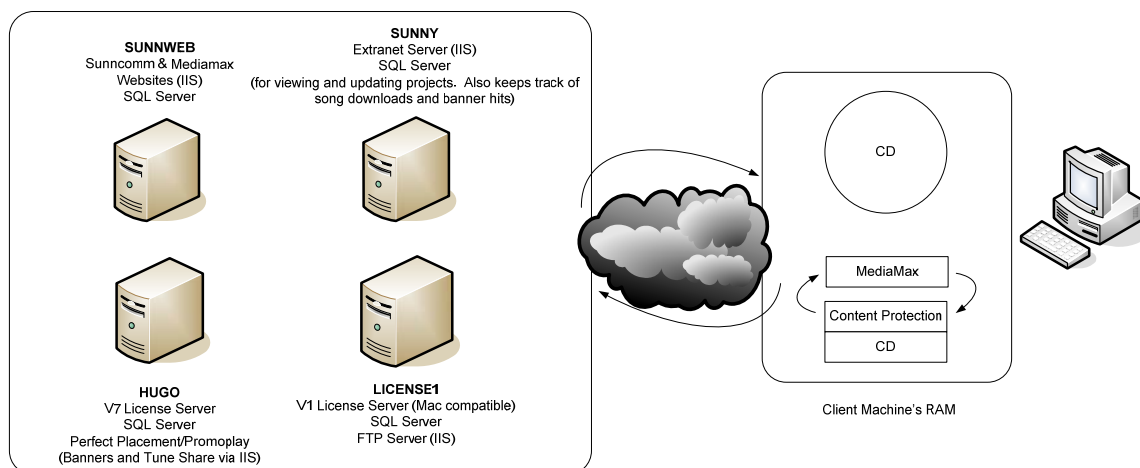 SUNNWEB
Sunncomm & Mediamax
Websites (IIS)
SQL Server
SUNNY
Extranet Server (IIS)
SQL Server
(for viewing and updating projects. Also keeps track of
song downloads and banner hits)
HUGO
V7 License Server
SQL Server
Perfect Placement/Promoplay
(Banners and Tune Share via IIS)
LICENSE1
V1 License Server (Mac compatible)
SQL Server
FTP Server (IIS)
CD
MediaMax
Content Protection
CD
Client Machine's RAM